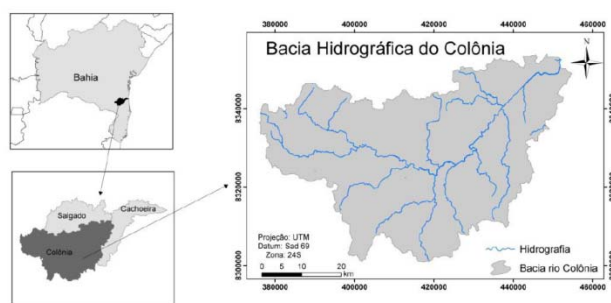 Bahia
Salgado
Cachoeira
Colônia
380000 400000 420000 440000 460000
Bacia Hidrográfica do Colônia
N
8340000
8320000
8300000
Projeção: UTM
Datum: Sad 69
Zona: 24S
0 5 10 20
km
Hidrografia
Bacia rio Colônia
380000 400000 420000 440000 460000